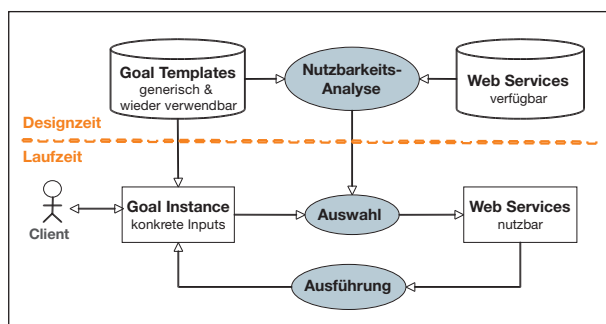 Goal Templates
generisch &
wieder verwendbar
Nutzbarkeits-
Analyse
Web Services
verfügbar
Designzeit
Laufzeit
Client
Goal Instance
konkrete Inputs
Auswahl
Web Services
nutzbar
Ausführung